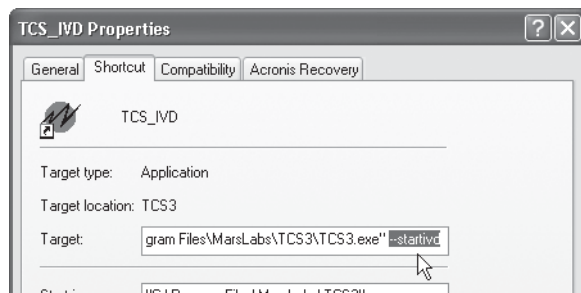 TCS_IVD Properties
General Shortcut Compatibility Acronis Recovery
TCS_IVD
Target type: Application
Target location: TCS3
Target: gram Files\MarsLabs\TCS3\TCS3.exe" --startivd